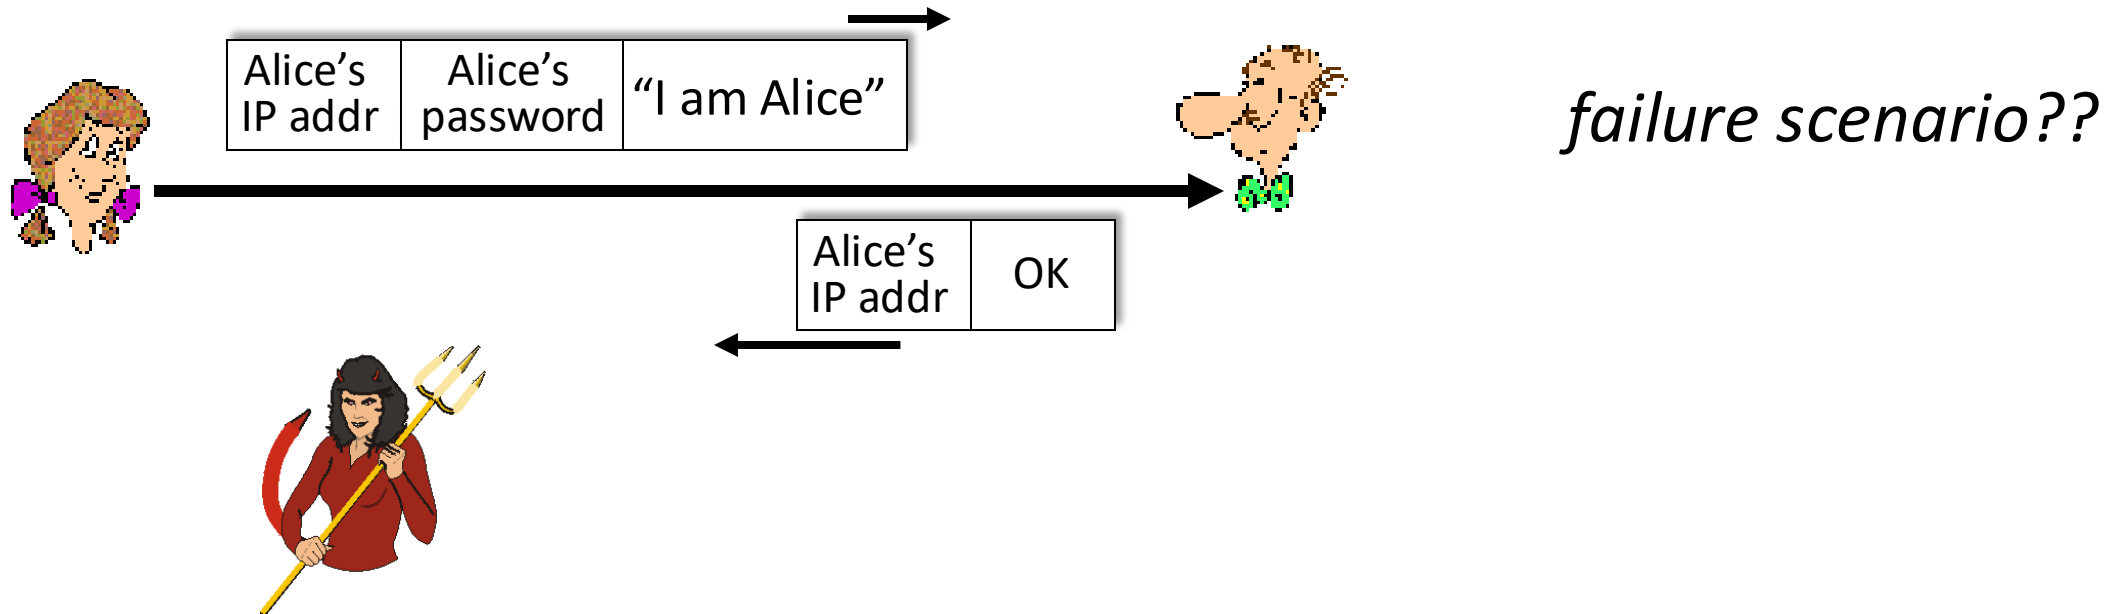 Alice’s
IP addr
Alice’s
password
“I am Alice”
failure scenario??
Alice’s
IP addr
OK